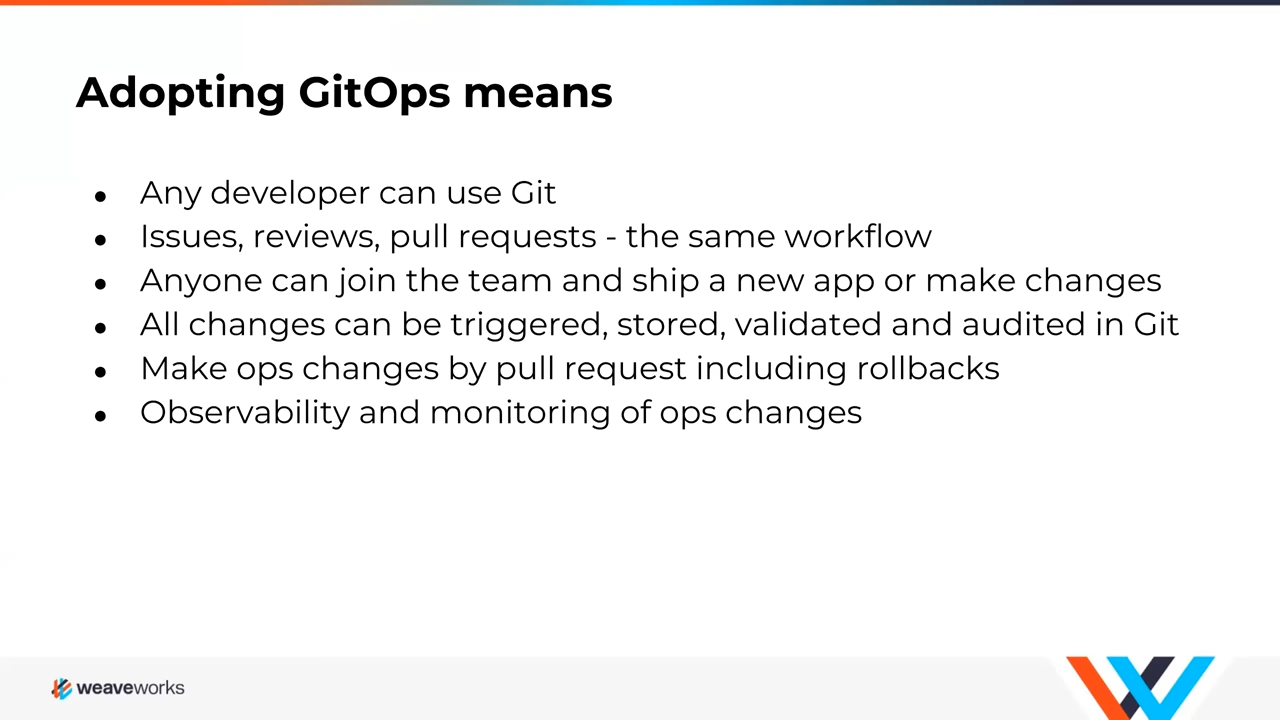 Adopting GitOps means
● Any developer can use Git
● Issues, reviews, pull requests - the same workflow
● Anyone can join the team and ship a new app or make changes
● All changes can be triggered, stored, validated and audited in Git
● Make ops changes by pull request including rollbacks
● Observability and monitoring of ops changes
weaveworks